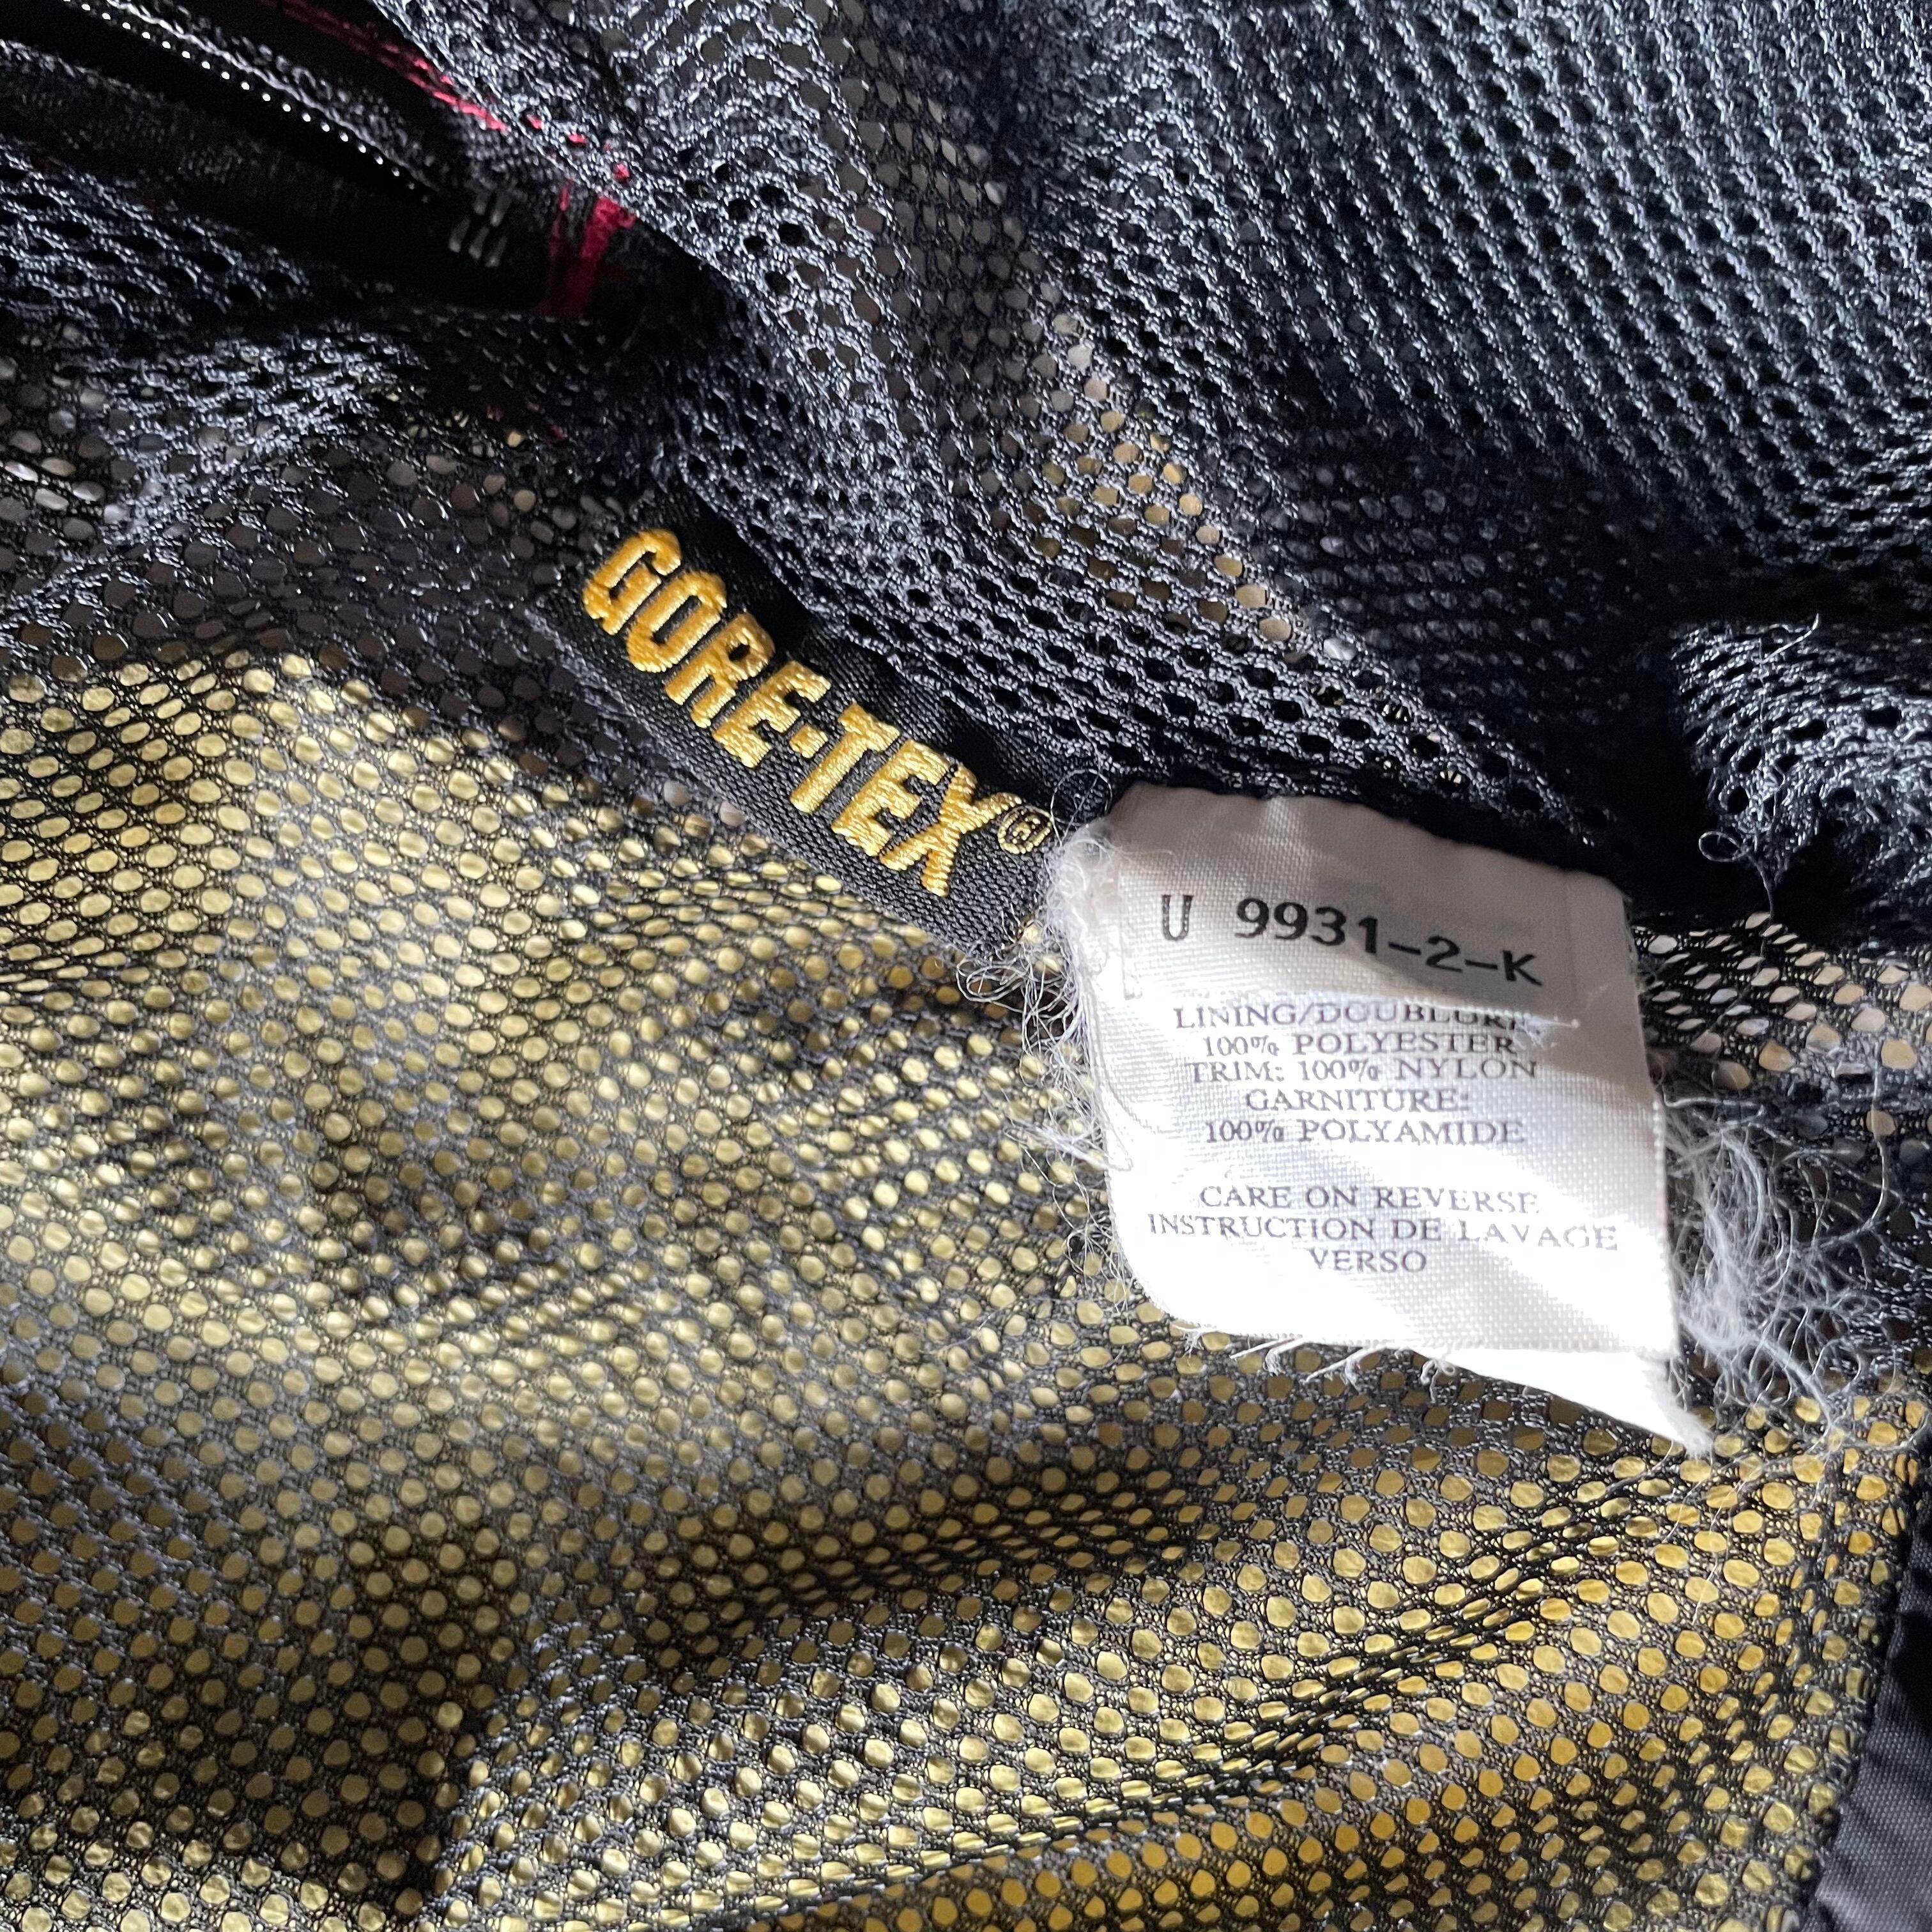 GORE-TEX®
U 9931-2-K
LINING/DOUBLURE
100% POLYESTER
TRIM: 100% NYLON
GARNITURE:
100% POLYAMIDE
CARE ON REVERSE
INSTRUCTION DE LAVAGE
VERSO